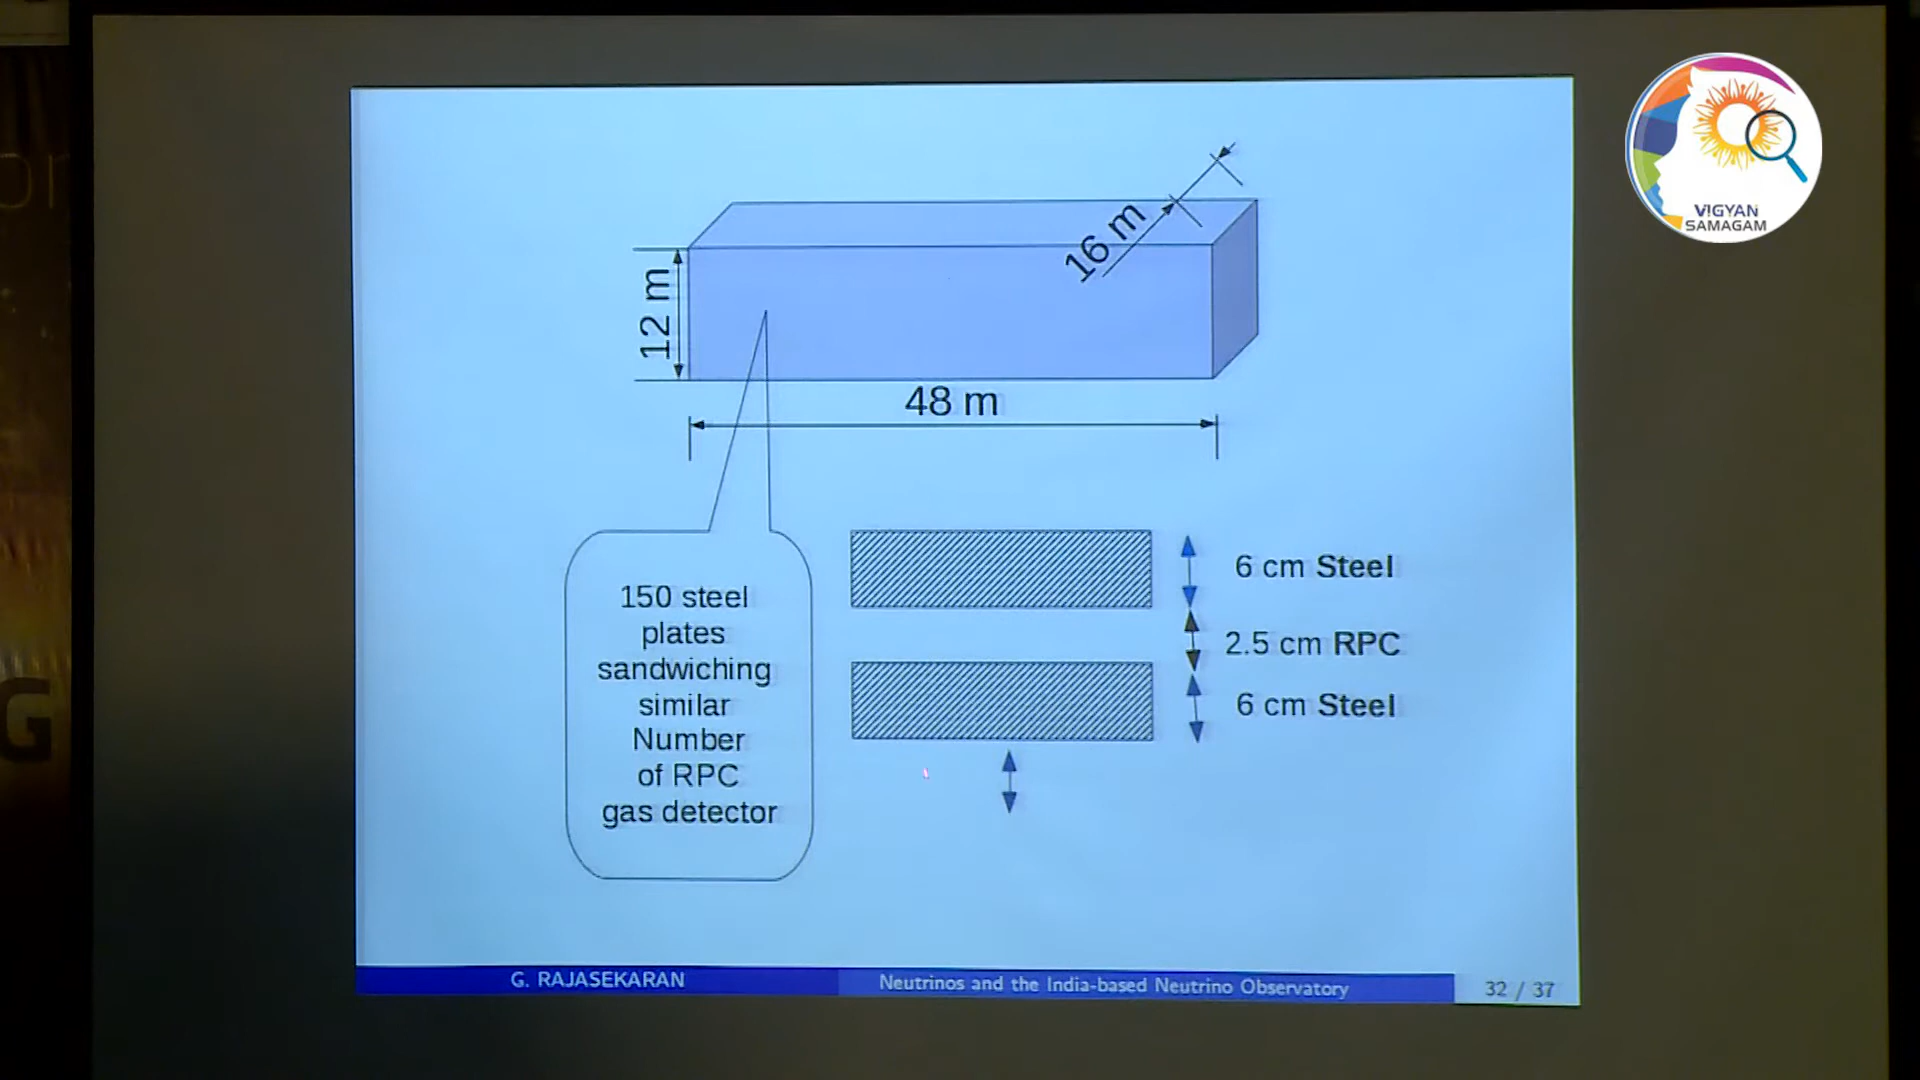 VIGYAN
SAMAGAM
16 m
12 m
48 m
150 steel
plates
sandwiching
similar
Number
of RPC
gas detector
6 cm Steel
2.5 cm RPC
6 cm Steel
G
G. RAJASEKARAN
Neutrinos and the India-based Neutrino Observatory
32 / 37